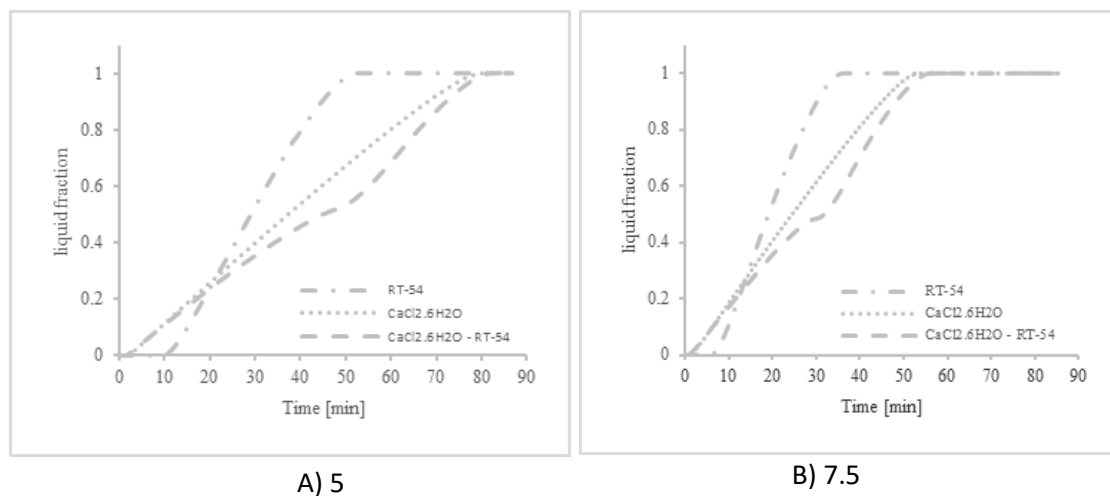 1
0.8
0.6
0.4
0.2
0
liquid fraction
RT-54
CaCl2.6H2O
CaCl2.6H2O - RT-54
0 10 20 30 40 50 60 70 80 90
Time [min]
A) 5
1
0.8
0.6
0.4
0.2
0
liquid fraction
RT-54
CaCl2.6H2O
CaCl2.6H2O - RT-54
0 10 20 30 40 50 60 70 80 90
Time [min]
B) 7.5